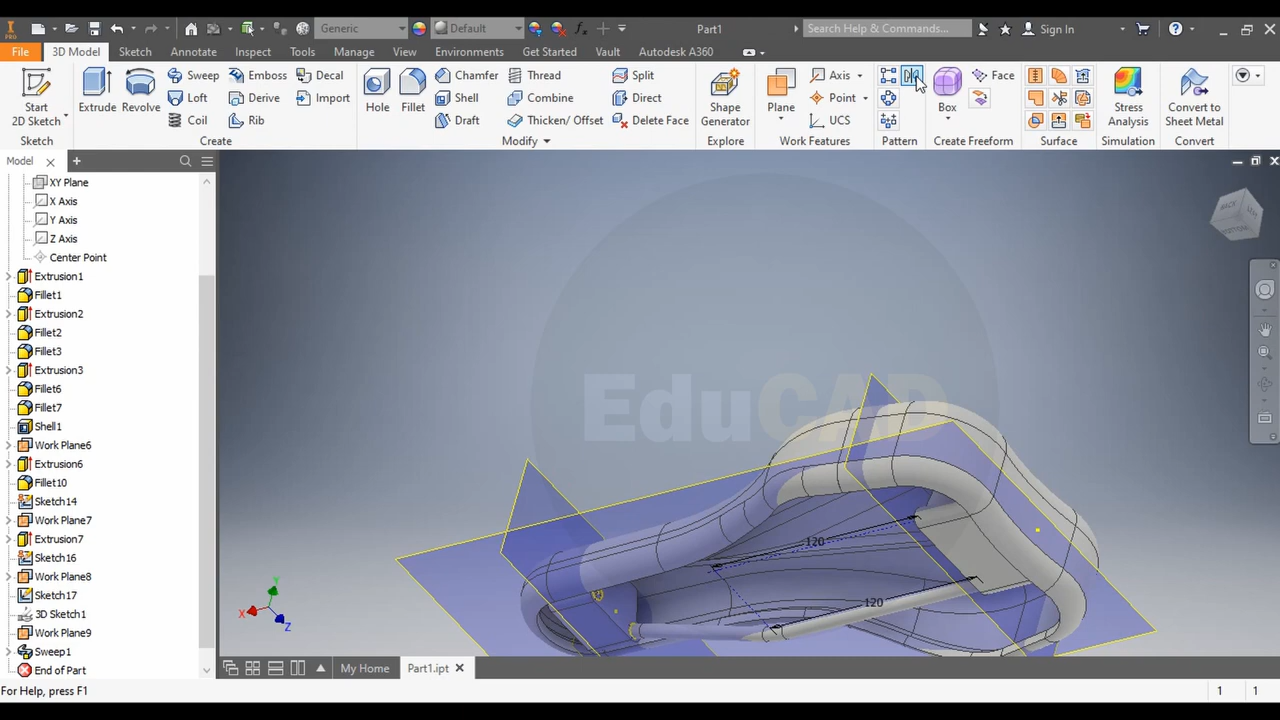 PRO
Generic
Default
Part1
Search Help & Commands...
Sign In
File
3D Model
Sketch
Annotate
Inspect
Tools
Manage
View
Environments
Get Started
Vault
Autodesk A360
Start
2D Sketch
Sketch
Extrude
Revolve
Sweep
Loft
Coil
Emboss
Derive
Rib
Decal
Import
Create
Hole
Fillet
Chamfer
Shell
Draft
Thread
Combine
Thicken/ Offset
Split
Direct
Delete Face
Modify
Shape
Generator
Explore
Plane
Axis
Point
UCS
Work Features
Pattern
Box
Face
Create Freeform
Surface
Stress
Analysis
Simulation
Convert to
Sheet Metal
Convert
Model
XY Plane
X Axis
Y Axis
Z Axis
Center Point
Extrusion1
Fillet1
Extrusion2
Fillet2
Fillet3
Extrusion3
Fillet6
Fillet7
Shell1
Work Plane6
Extrusion6
Fillet10
Sketch14
Work Plane7
Extrusion7
Sketch16
Work Plane8
Sketch17
3D Sketch1
Work Plane9
Sweep1
End of Part
EduCAD
BACK
120
120
X
Y
Z
My Home
Part1.ipt
For Help, press F1
1
1